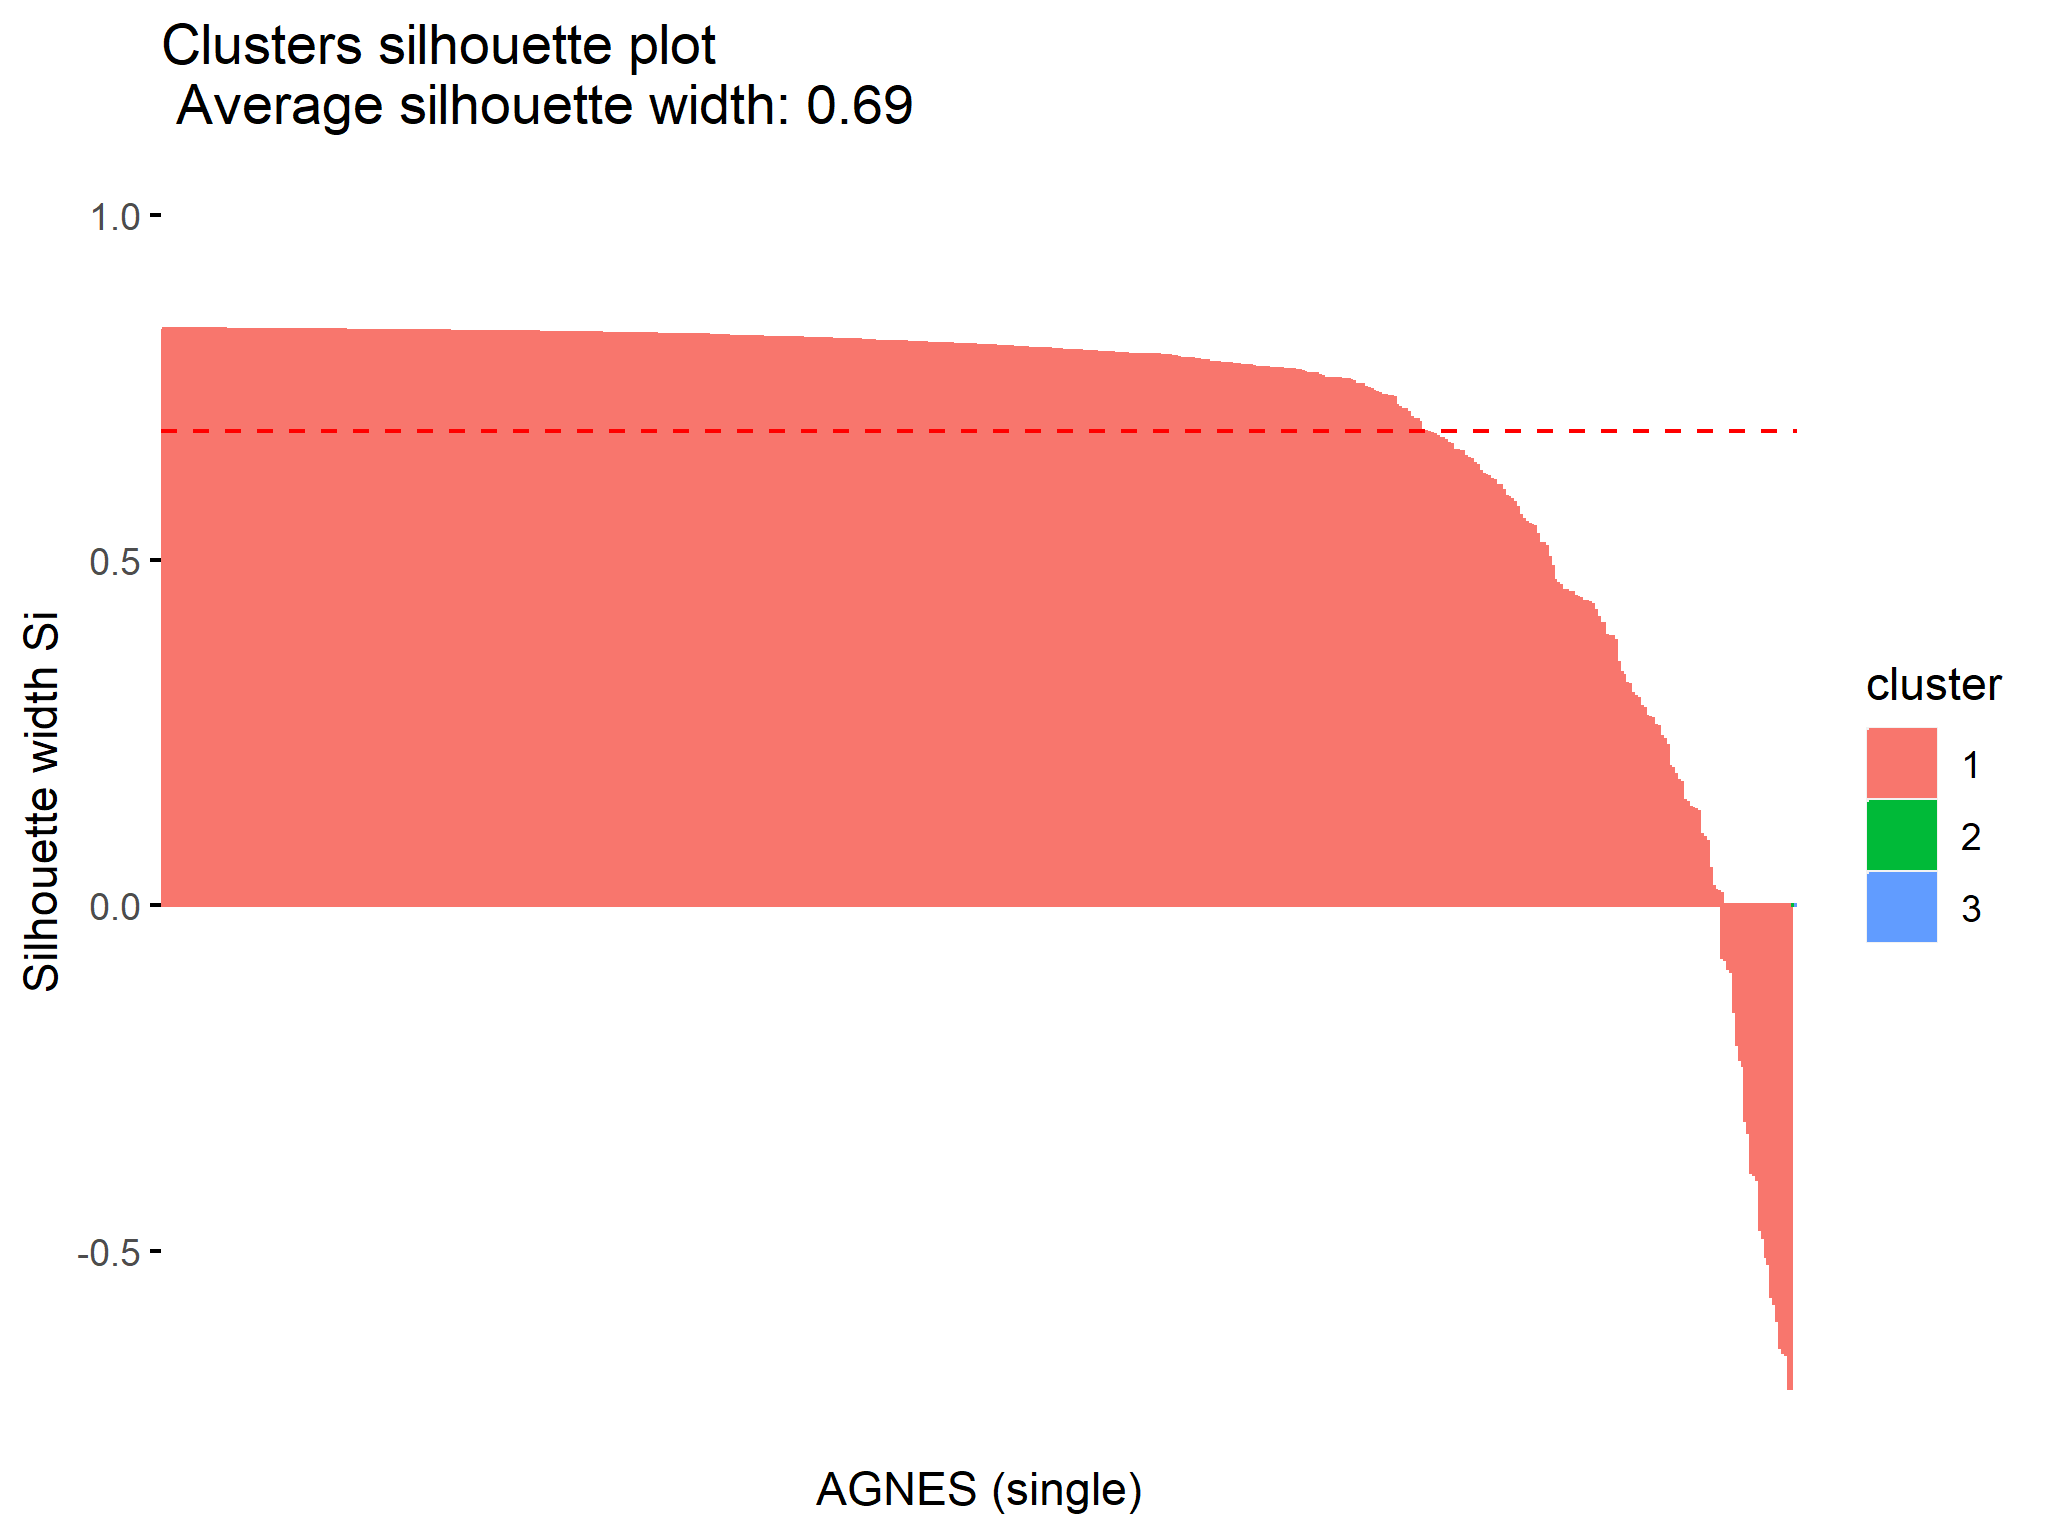 Clusters silhouette plot
Average silhouette width: 0.69
1.0
0.5
0.0
-0.5
Silhouette width Si
AGNES (single)
cluster
1
2
3